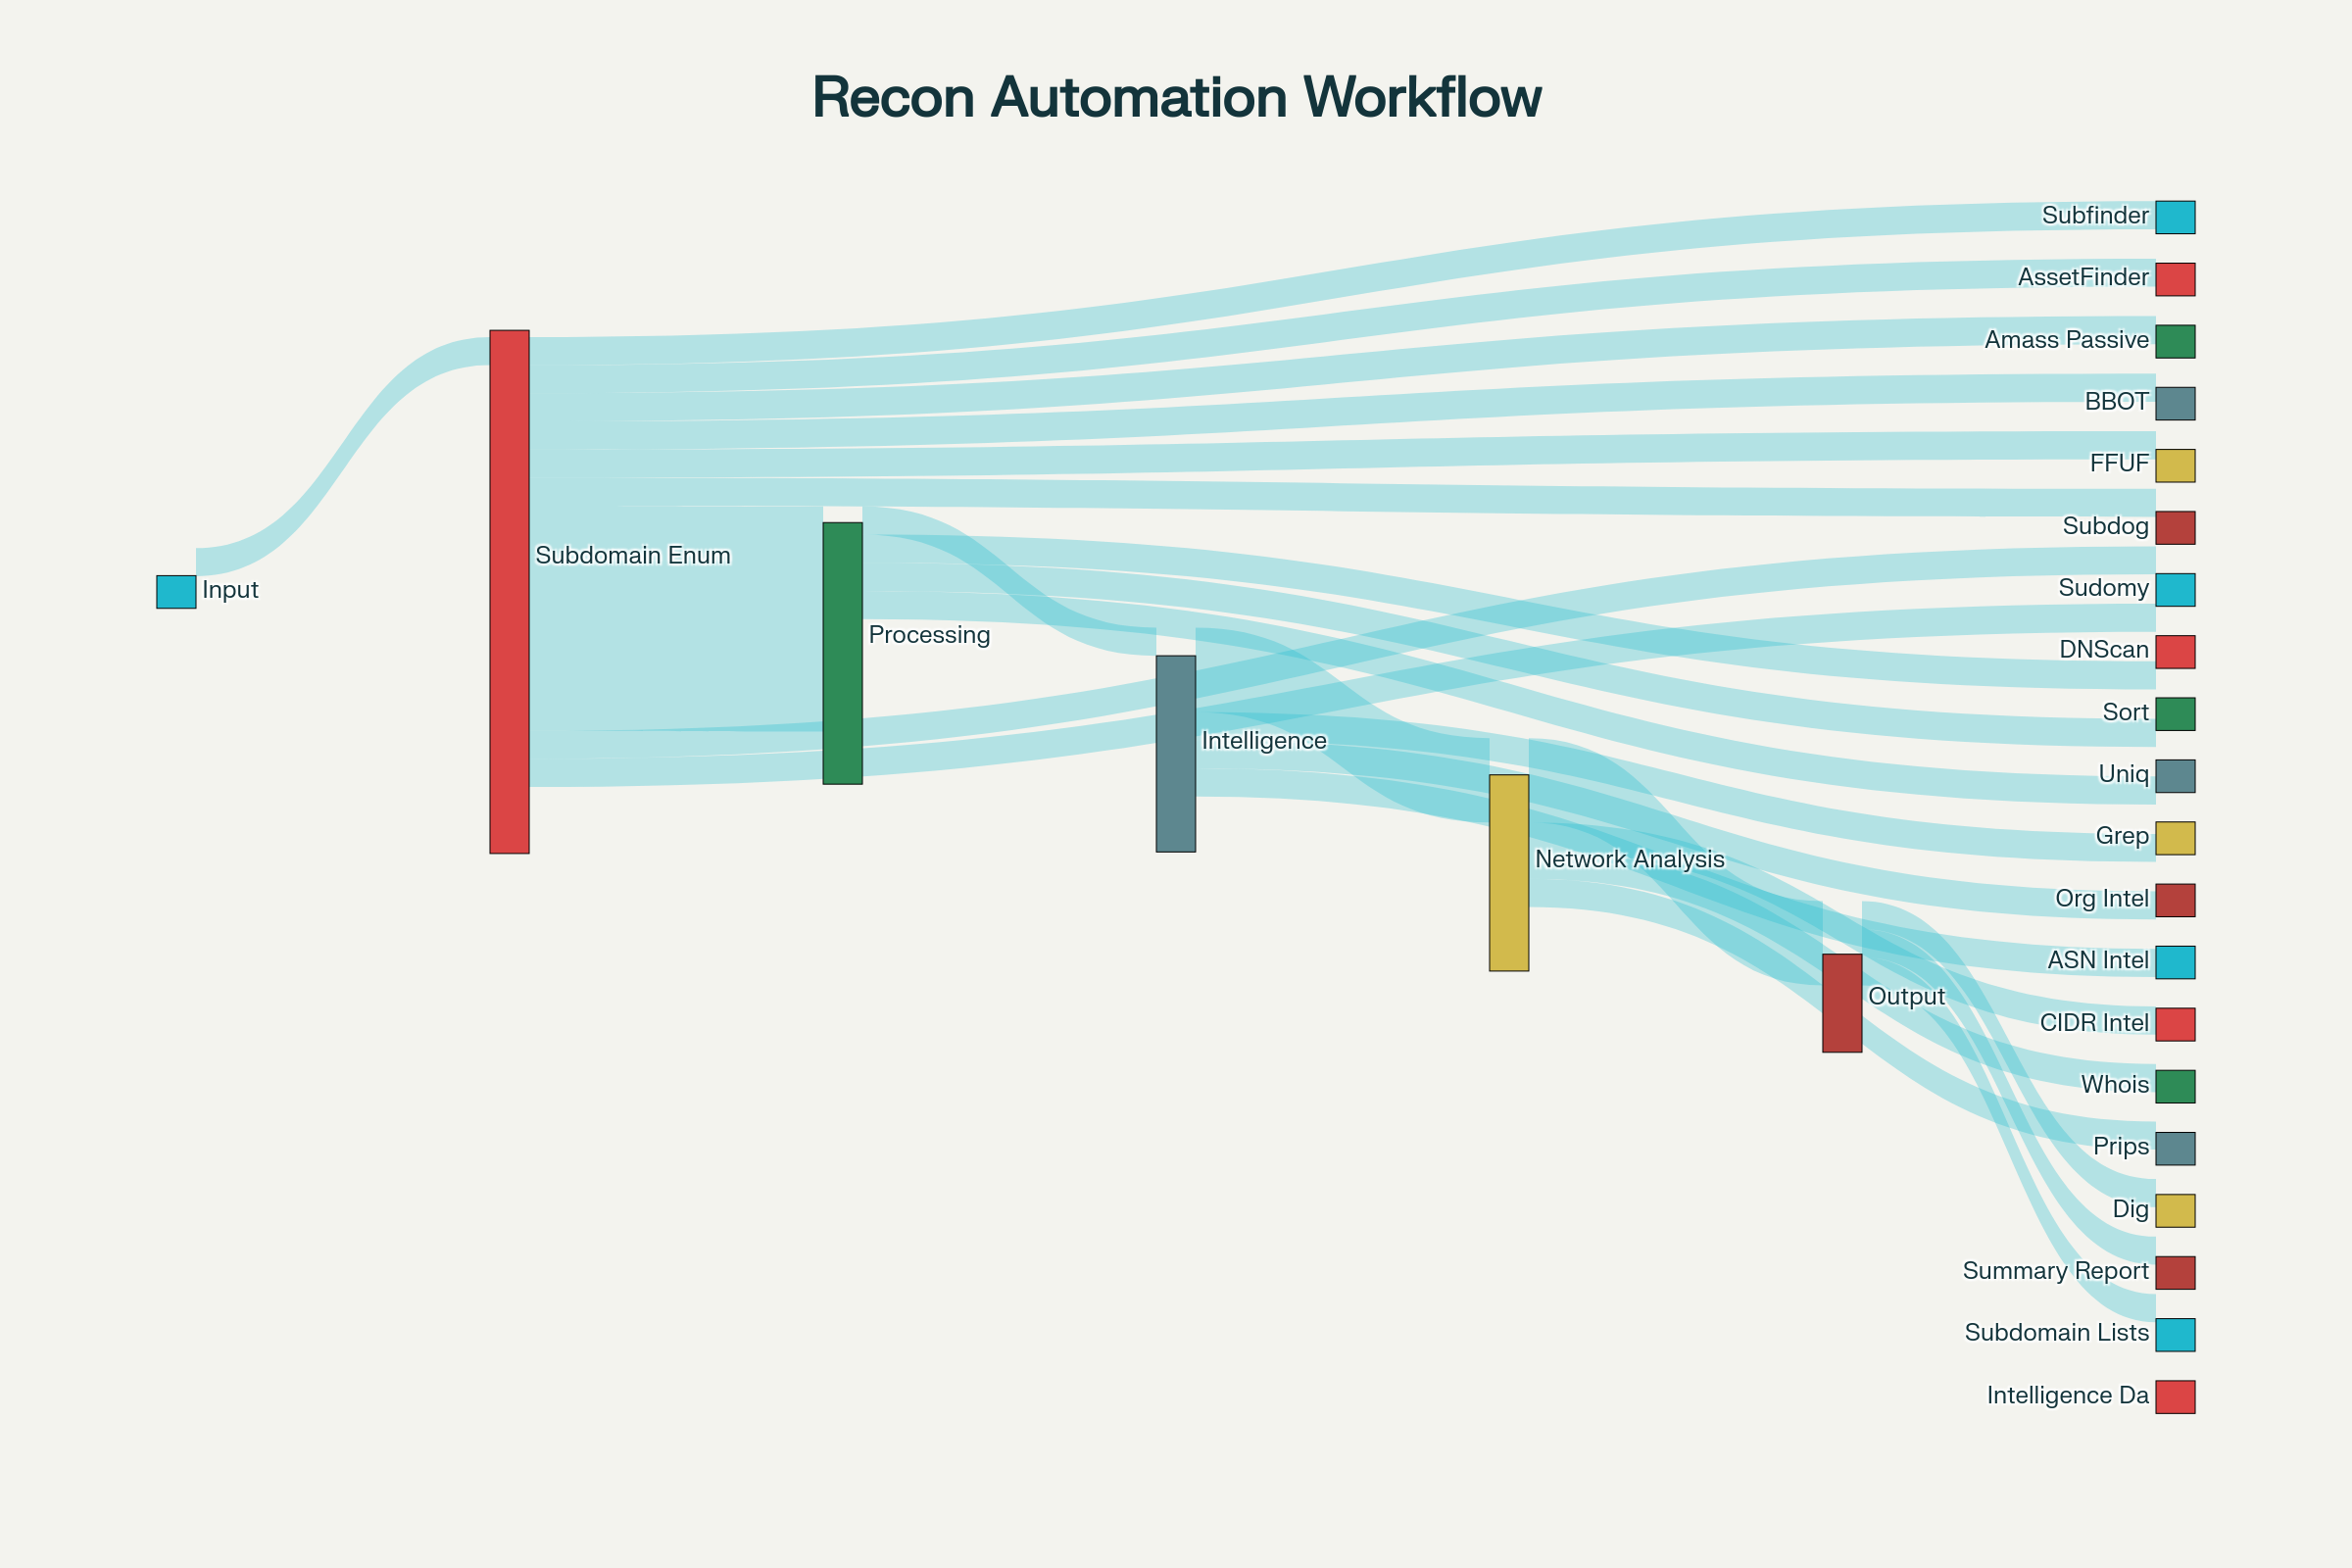 Recon Automation Workflow
Input
Subdomain Enum
Processing
Intelligence
Network Analysis
Output
Subfinder
AssetFinder
Amass Passive
BBOT
FFUF
Subdog
Sudomy
DNScan
Sort
Uniq
Grep
Org Intel
ASN Intel
CIDR Intel
Whois
Prips
Dig
Summary Report
Subdomain Lists
Intelligence Da